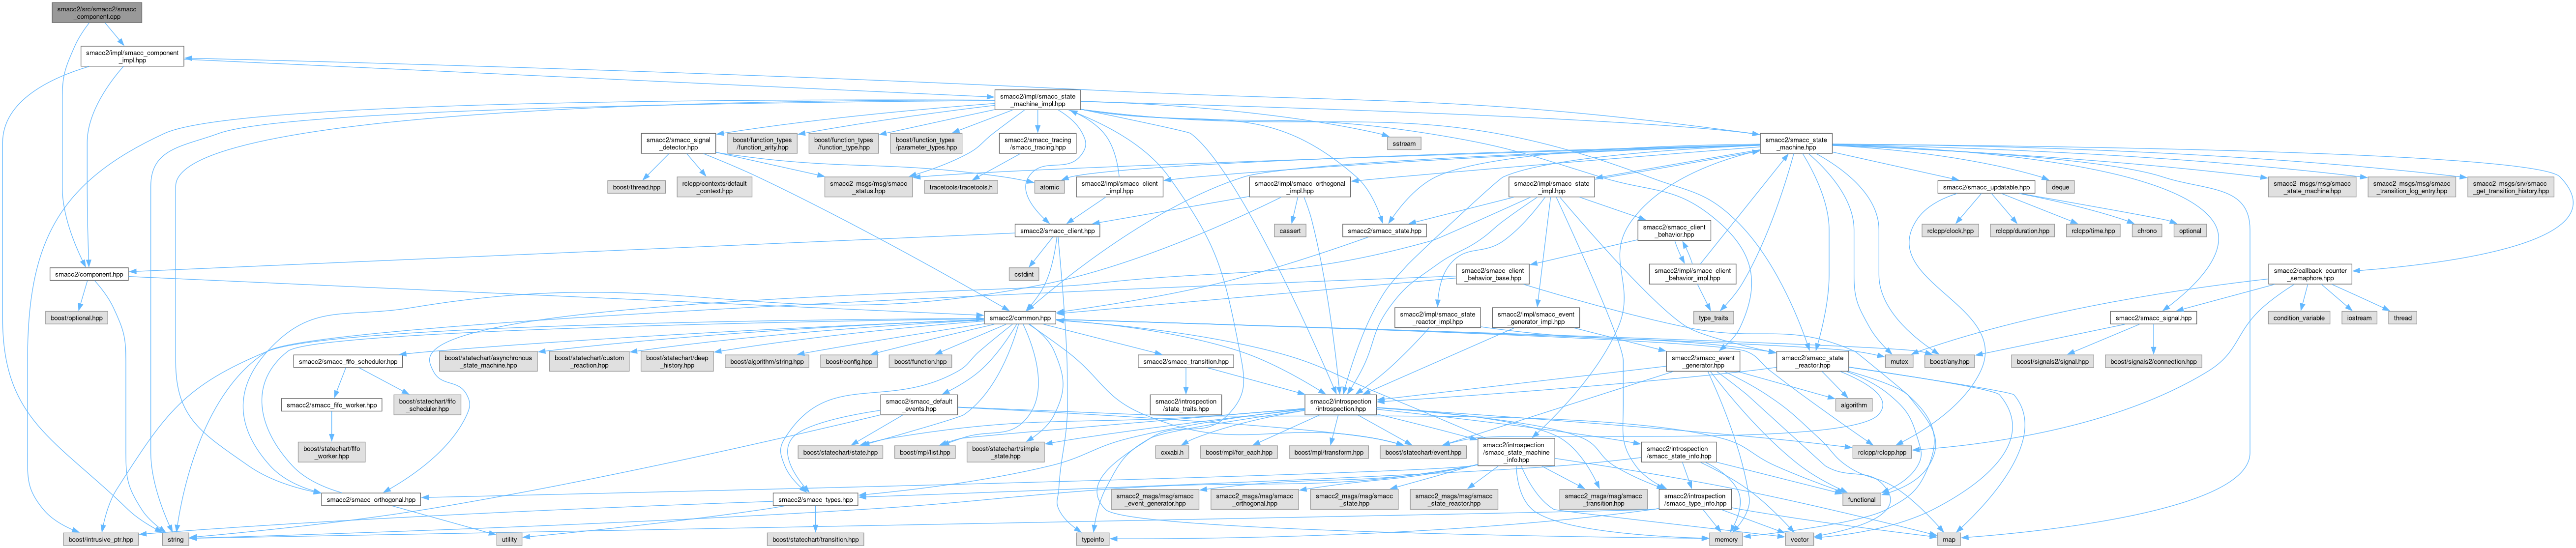 smacc2/src/smacc2/smacc
_component.cpp
smacc2/impl/smacc_component
_impl.hpp
smacc2/impl/smacc_state
_machine_impl.hpp
smacc2/smacc_signal
_detector.hpp
boost/function_types
/function_arity.hpp
boost/function_types
/function_type.hpp
boost/function_types
/parameter_types.hpp
smacc2/smacc_tracing
/smacc_tracing.hpp
sstream
smacc2/smacc_state
_machine.hpp
boost/thread.hpp
rclcpp/contexts/default
_context.hpp
smacc2_msgs/msg/smacc
_status.hpp
tracetools/tracetools.h
atomic
smacc2/impl/smacc_client
_impl.hpp
smacc2/impl/smacc_orthogonal
_impl.hpp
smacc2/impl/smacc_state
_impl.hpp
smacc2/smacc_updatable.hpp
deque
smacc2_msgs/msg/smacc
_state_machine.hpp
smacc2_msgs/msg/smacc
_transition_log_entry.hpp
smacc2_msgs/srv/smacc
_get_transition_history.hpp
smacc2/smacc_client.hpp
cassert
smacc2/smacc_state.hpp
smacc2/smacc_client
_behavior.hpp
rclcpp/clock.hpp
rclcpp/duration.hpp
rclcpp/time.hpp
chrono
optional
smacc2/component.hpp
cstdint
smacc2/smacc_client
_behavior_base.hpp
smacc2/impl/smacc_client
_behavior_impl.hpp
smacc2/callback_counter
_semaphore.hpp
boost/optional.hpp
smacc2/common.hpp
smacc2/impl/smacc_state
_reactor_impl.hpp
smacc2/impl/smacc_event
_generator_impl.hpp
type_traits
smacc2/smacc_signal.hpp
condition_variable
iostream
thread
smacc2/smacc_fifo_scheduler.hpp
boost/statechart/asynchronous
_state_machine.hpp
boost/statechart/custom
_reaction.hpp
boost/statechart/deep
_history.hpp
boost/algorithm/string.hpp
boost/config.hpp
boost/function.hpp
smacc2/smacc_transition.hpp
smacc2/smacc_event
_generator.hpp
smacc2/smacc_state
_reactor.hpp
mutex
boost/any.hpp
boost/signals2/signal.hpp
boost/signals2/connection.hpp
smacc2/smacc_fifo_worker.hpp
boost/statechart/fifo
_scheduler.hpp
smacc2/smacc_default
_events.hpp
smacc2/introspection
/state_traits.hpp
smacc2/introspection
/introspection.hpp
algorithm
boost/statechart/fifo
_worker.hpp
boost/statechart/state.hpp
boost/mpl/list.hpp
boost/statechart/simple
_state.hpp
cxxabi.h
boost/mpl/for_each.hpp
boost/mpl/transform.hpp
boost/statechart/event.hpp
smacc2/introspection
/smacc_state_machine
_info.hpp
smacc2/introspection
/smacc_state_info.hpp
rclcpp/rclcpp.hpp
smacc2/smacc_orthogonal.hpp
smacc2/smacc_types.hpp
smacc2_msgs/msg/smacc
_event_generator.hpp
smacc2_msgs/msg/smacc
_orthogonal.hpp
smacc2_msgs/msg/smacc
_state.hpp
smacc2_msgs/msg/smacc
_state_reactor.hpp
smacc2_msgs/msg/smacc
_transition.hpp
smacc2/introspection
/smacc_type_info.hpp
functional
boost/intrusive_ptr.hpp
string
utility
boost/statechart/transition.hpp
typeinfo
memory
vector
map